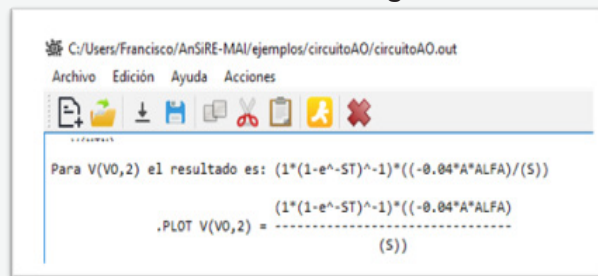 C:/Users/Francisco/AnSiRE-MAI/ejemplos/circuitoAO/circuitoAO.out
Archivo Edición Ayuda Acciones
Para V(VO,2) el resultado es: (1*(1-e^-ST)^-1)*((-0.04*A*ALFA)/(S))
(1*(1-e^-ST)^-1)*((-0.04*A*ALFA)
.PLOT V(VO,2) = --------------------------------
(S))